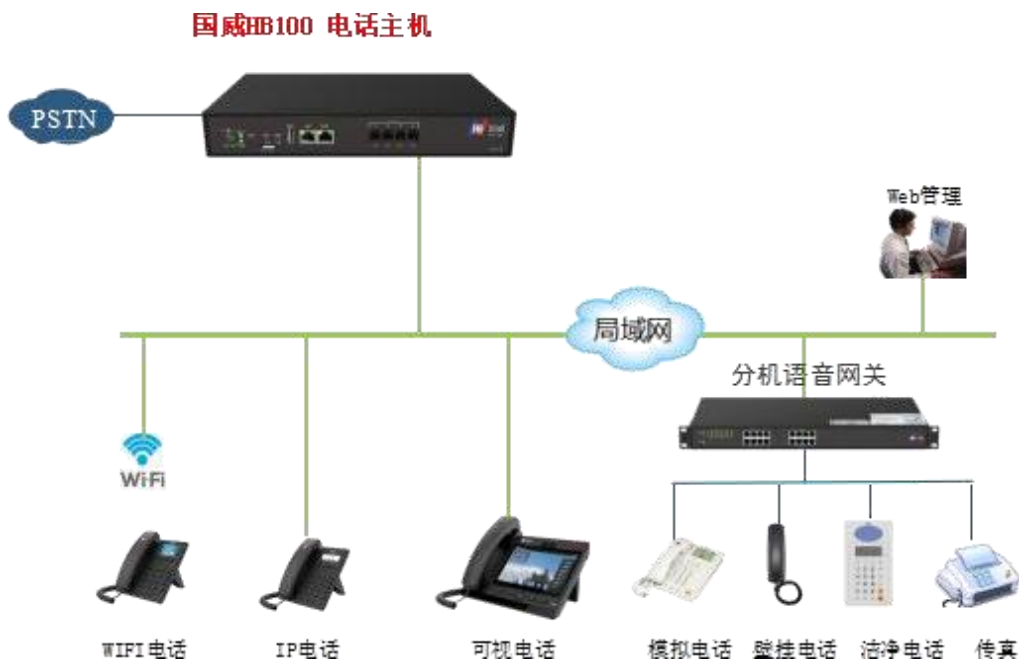 国威HB100 电话主机
PSTN
Web管理
局域网
分机语音网关
WiFi
WIFI电话
IP电话
可视电话
模拟电话
壁挂电话
洁净电话
传真